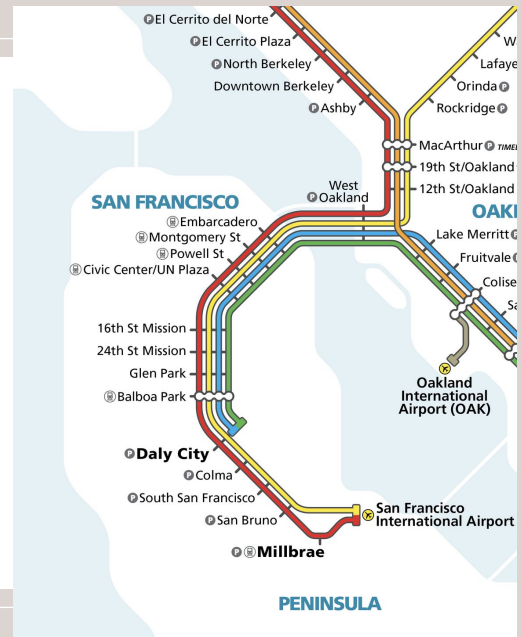 El Cerrito del Norte
El Cerrito Plaza
North Berkeley
Orinda
Downtown Berkeley
Rockridge
Ashby
MacArthur
19th St/Oakland
12th St/Oakland
West
Oakland
SAN FRANCISCO
Embarcadero
Montgomery St
Powell St
Civic Center/UN Plaza
Lake Merritt
Fruitvale
16th St Mission
24th St Mission
Glen Park
Balboa Park
Oakland
International
Airport (OAK)
Daly City
Colma
South San Francisco
San Bruno
San Francisco
International Airport
Millbrae
PENINSULA